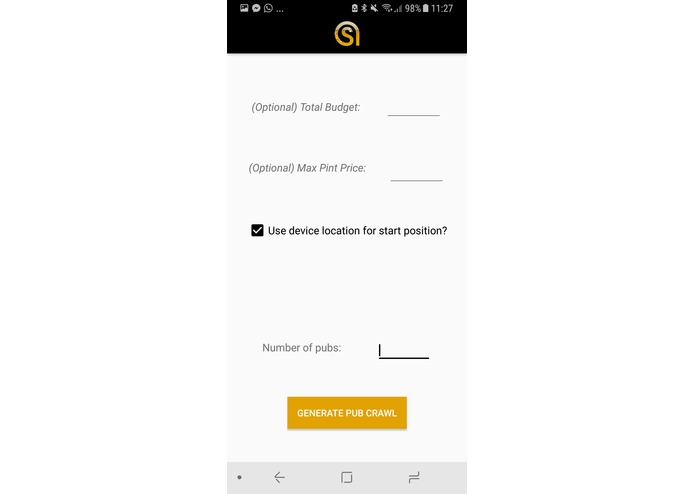 ... 98% 11:27
SI
(Optional) Total Budget:
(Optional) Max Pint Price:
Use device location for start position?
Number of pubs:
GENERATE PUB CRAWL